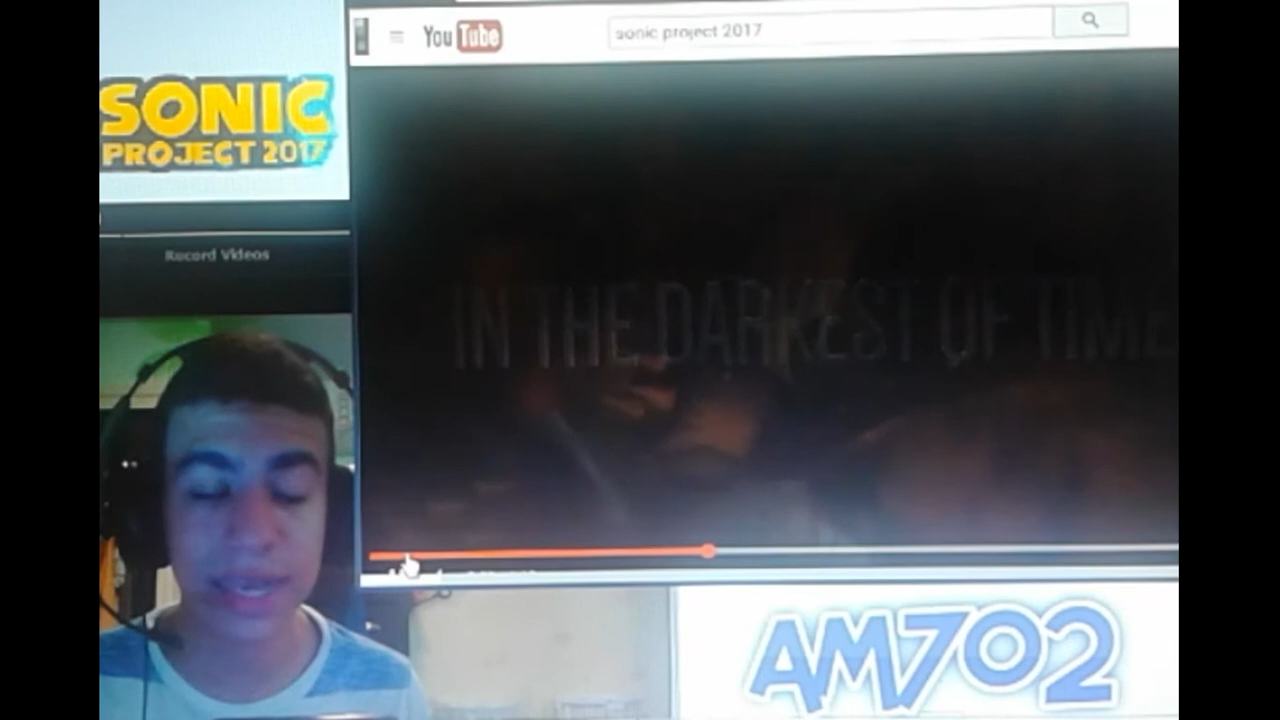 YouTube
sonic project 2017
SONIC
PROJECT 2017
Record Videos
IN THE DARKEST OF TIME
AM702